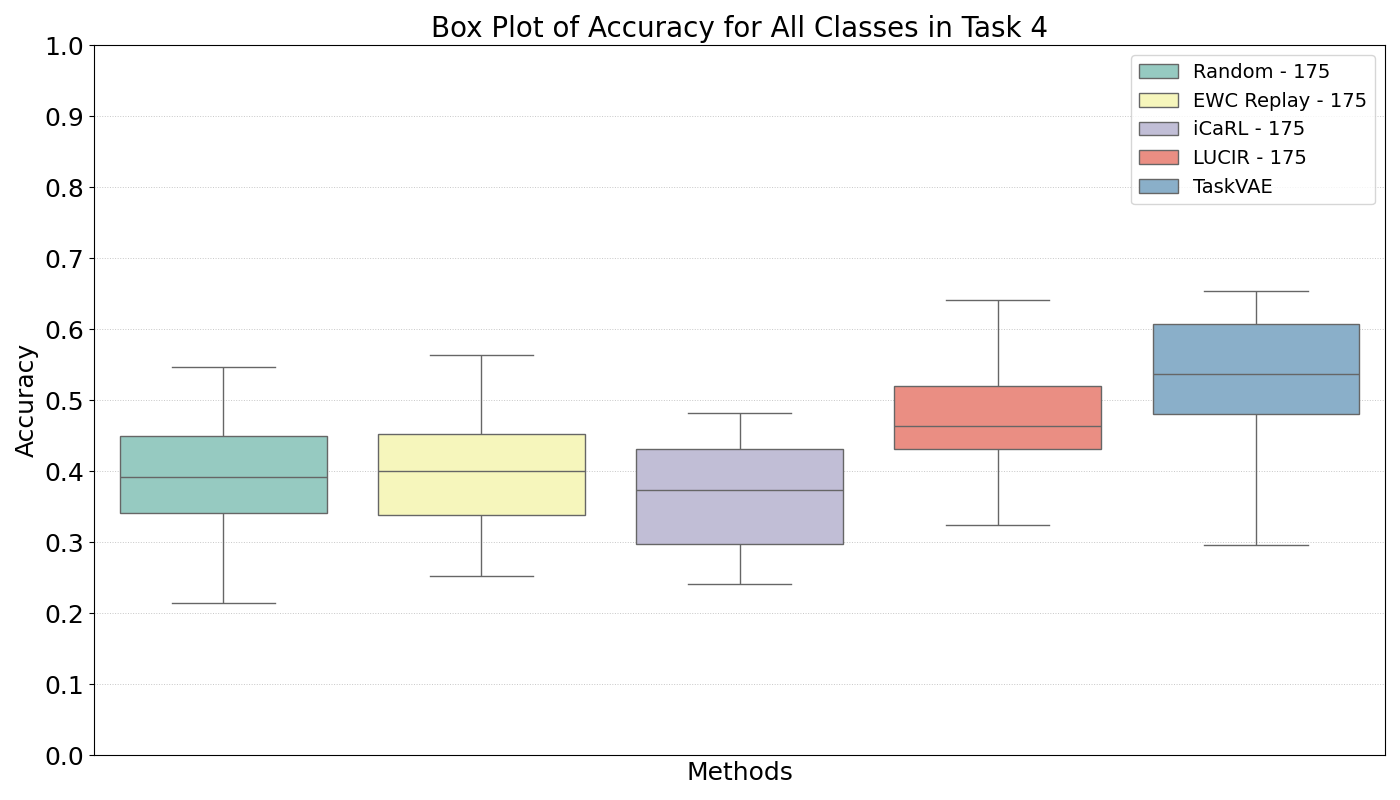 Box Plot of Accuracy for All Classes in Task 4
1.0
0.9
0.8
0.7
0.6
0.5
0.4
0.3
0.2
0.1
0.0
Accuracy
Methods
Random - 175
EWC Replay - 175
iCaRL - 175
LUCIR - 175
TaskVAE